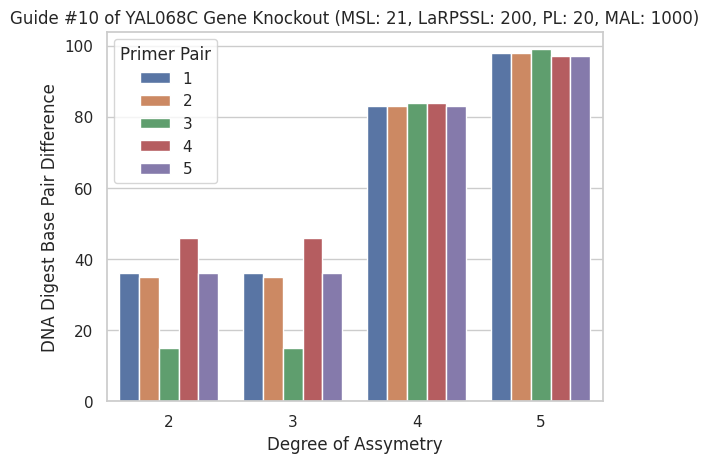 Guide #10 of YAL068C Gene Knockout (MSL: 21, LaRPSSL: 200, PL: 20, MAL: 1000)
DNA Digest Base Pair Difference
100
80
60
40
20
0
Primer Pair
1
2
3
4
5
2 3 4 5
Degree of Assymetry